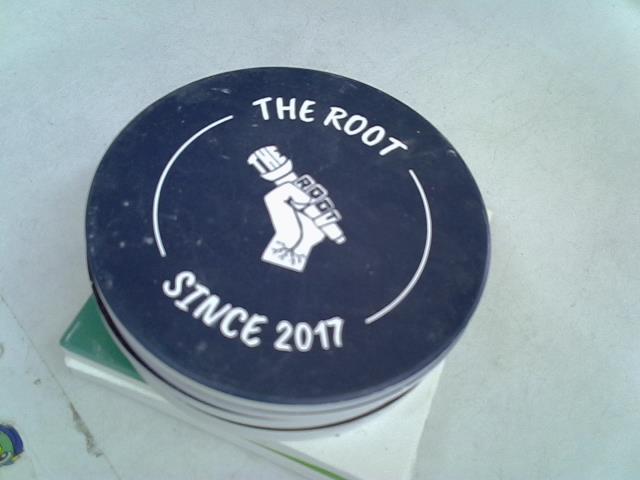 THE ROOT
THE
ROOT
SINCE 2017